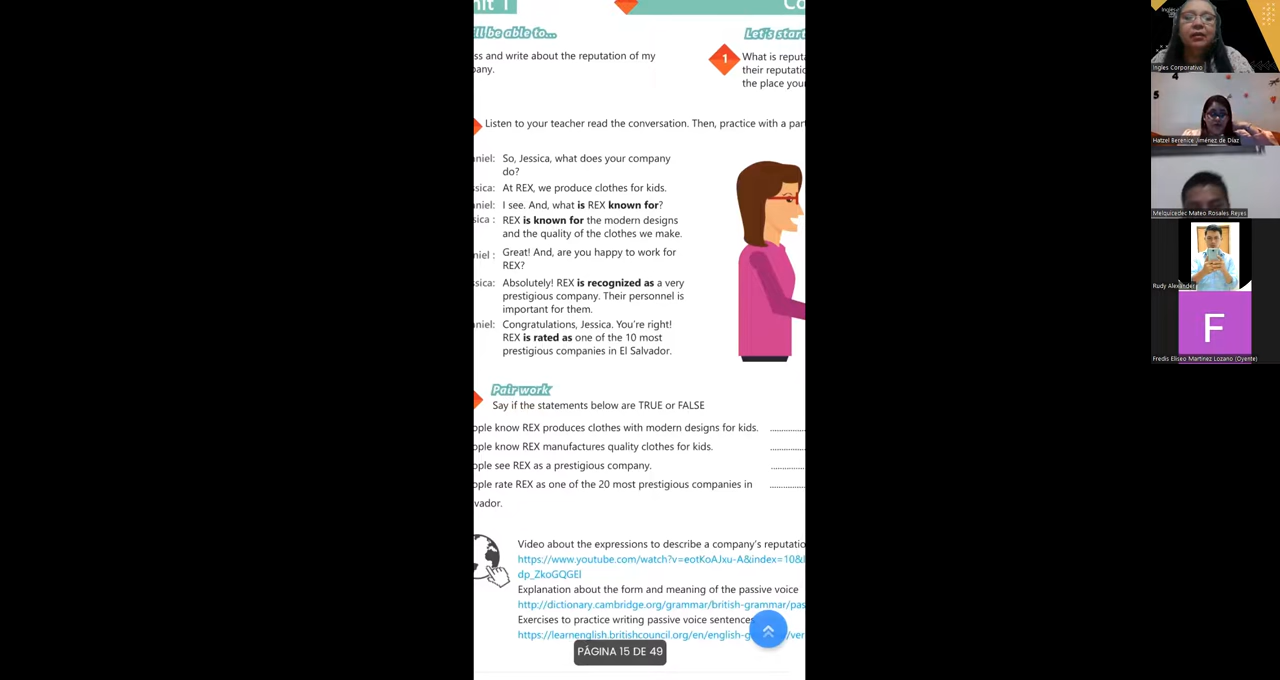 nit 1
Co
ll be able to...
Let's start
ss and write about the reputation of my
pany.
1
What is reputa
their reputatio
the place your
Listen to your teacher read the conversation. Then, practice with a part
niel: So, Jessica, what does your company
do?
ssica: At REX, we produce clothes for kids.
niel: I see. And, what is REX known for?
sica : REX is known for the modern designs
and the quality of the clothes we make.
niel : Great! And, are you happy to work for
REX?
ssica: Absolutely! REX is recognized as a very
prestigious company. Their personnel is
important for them.
niel: Congratulations, Jessica. You're right!
REX is rated as one of the 10 most
prestigious companies in El Salvador.
Pair work
Say if the statements below are TRUE or FALSE
ople know REX produces clothes with modern designs for kids. ..........
ople know REX manufactures quality clothes for kids. ..........
ople see REX as a prestigious company. ..........
ople rate REX as one of the 20 most prestigious companies in ..........
vador.
Video about the expressions to describe a company's reputatio
https://www.youtube.com/watch?v=eotKoAJxu-A&index=10&l
dp_ZkoGQGEl
Explanation about the form and meaning of the passive voice
http://dictionary.cambridge.org/grammar/british-grammar/pas
Exercises to practice writing passive voice sentences
https://learnenglish.britishcouncil.org/en/english-g /ver
PÁGINA 15 DE 49
Ingles Corporativo
Hatzel Berenice Jiménez de Diaz
Melquicedec Mateo Rosales Reyes
Rudy Alexander
F
Fredis Eliseo Martinez Lozano (Oyente)